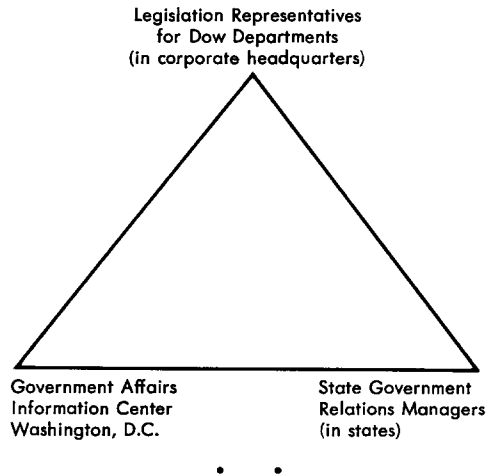 Legislation Representatives
for Dow Departments
(in corporate headquarters)
Government Affairs
Information Center
Washington, D.C.
State Government
Relations Managers
(in states)